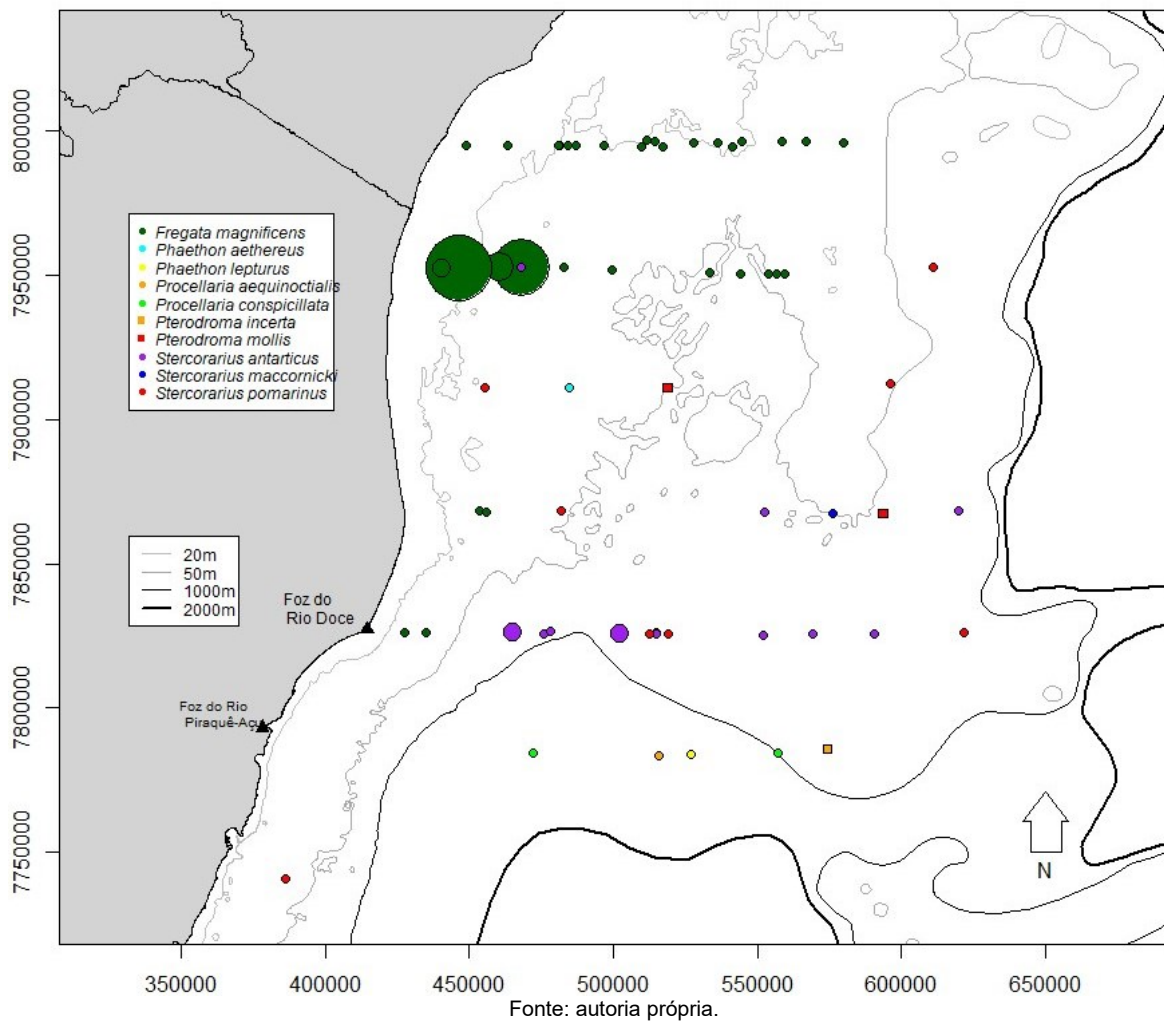 8000000
7950000
7900000
7850000
7800000
7750000
Fregata magnificens
Phaethon aethereus
Phaethon lepturus
Procellaria aequinoctialis
Procellaria conspicillata
Pterodroma incerta
Pterodroma mollis
Stercorarius antarticus
Stercorarius maccornicki
Stercorarius pomarinus
20m
50m
1000m
2000m
Foz do
Rio Doce
Foz do Rio
Piraquê-Açu
N
350000 400000 450000 500000 550000 600000 650000
Fonte: autoria própria.